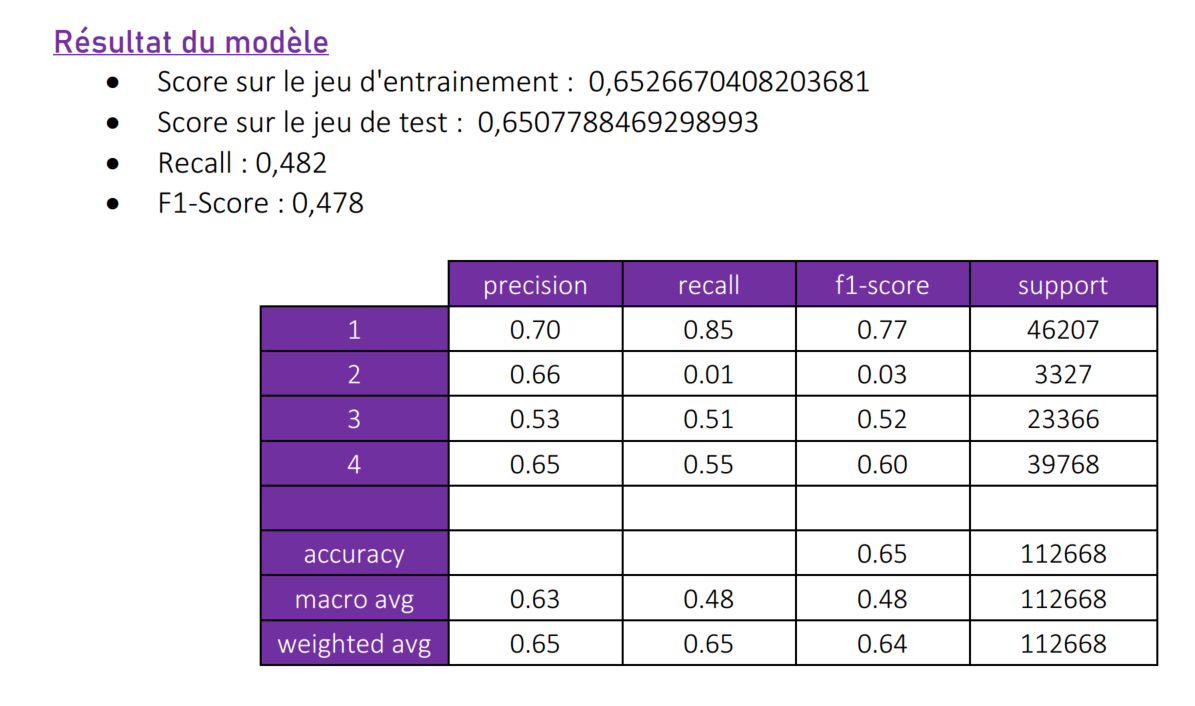 Résultat du modèle
● Score sur le jeu d'entrainement : 0,6526670408203681
● Score sur le jeu de test : 0,6507788469298993
● Recall : 0,482
● F1-Score : 0,478
precision recall f1-score support
1 0.70 0.85 0.77 46207
2 0.66 0.01 0.03 3327
3 0.53 0.51 0.52 23366
4 0.65 0.55 0.60 39768
accuracy 0.65 112668
macro avg 0.63 0.48 0.48 112668
weighted avg 0.65 0.65 0.64 112668